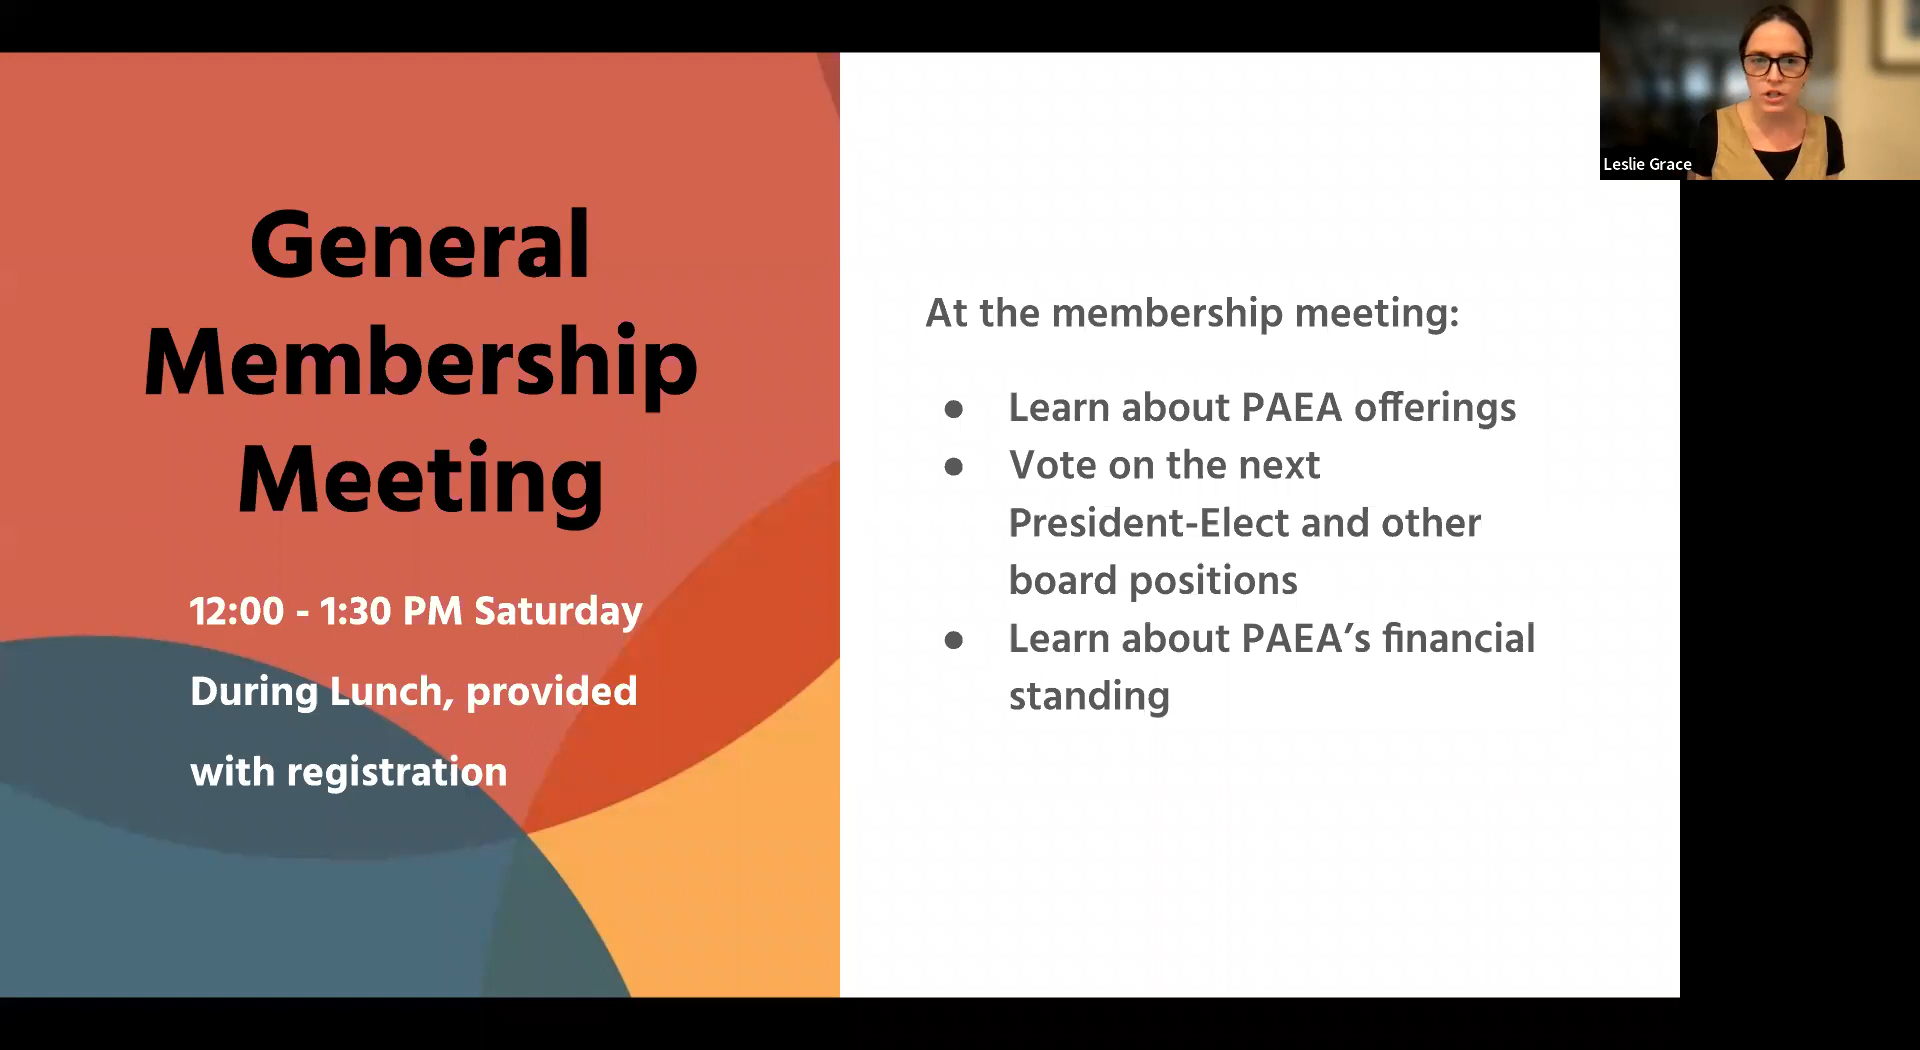 General
Membership
Meeting
12:00 - 1:30 PM Saturday
During Lunch, provided
with registration
At the membership meeting:
● Learn about PAEA offerings
● Vote on the next
President-Elect and other
board positions
● Learn about PAEA’s financial
standing
Leslie Grace